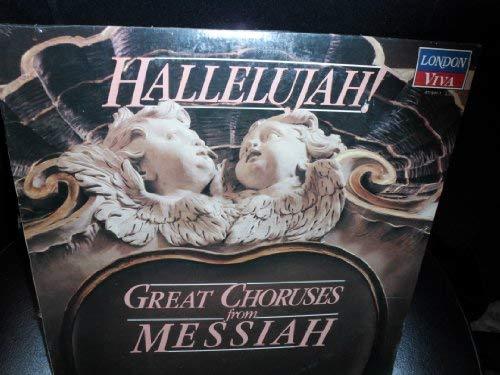 HALLELUJAH!
LONDON
VIVA
GREAT CHORUSES
from
MESSIAH